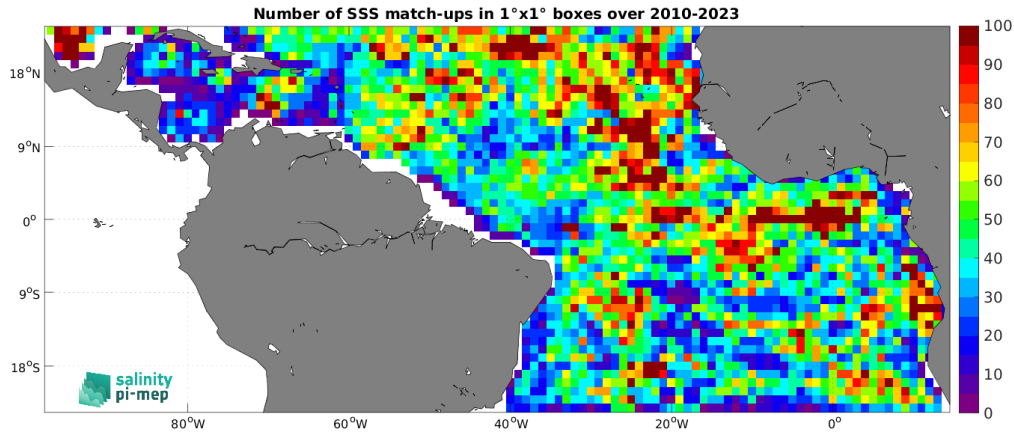 Number of SSS match-ups in 1°x1° boxes over 2010-2023
100
90
80
70
60
50
40
30
20
10
0
18°N
9°N
0°
9°S
18°S
80°W
60°W
40°W
20°W
0°
salinity
pi-mep